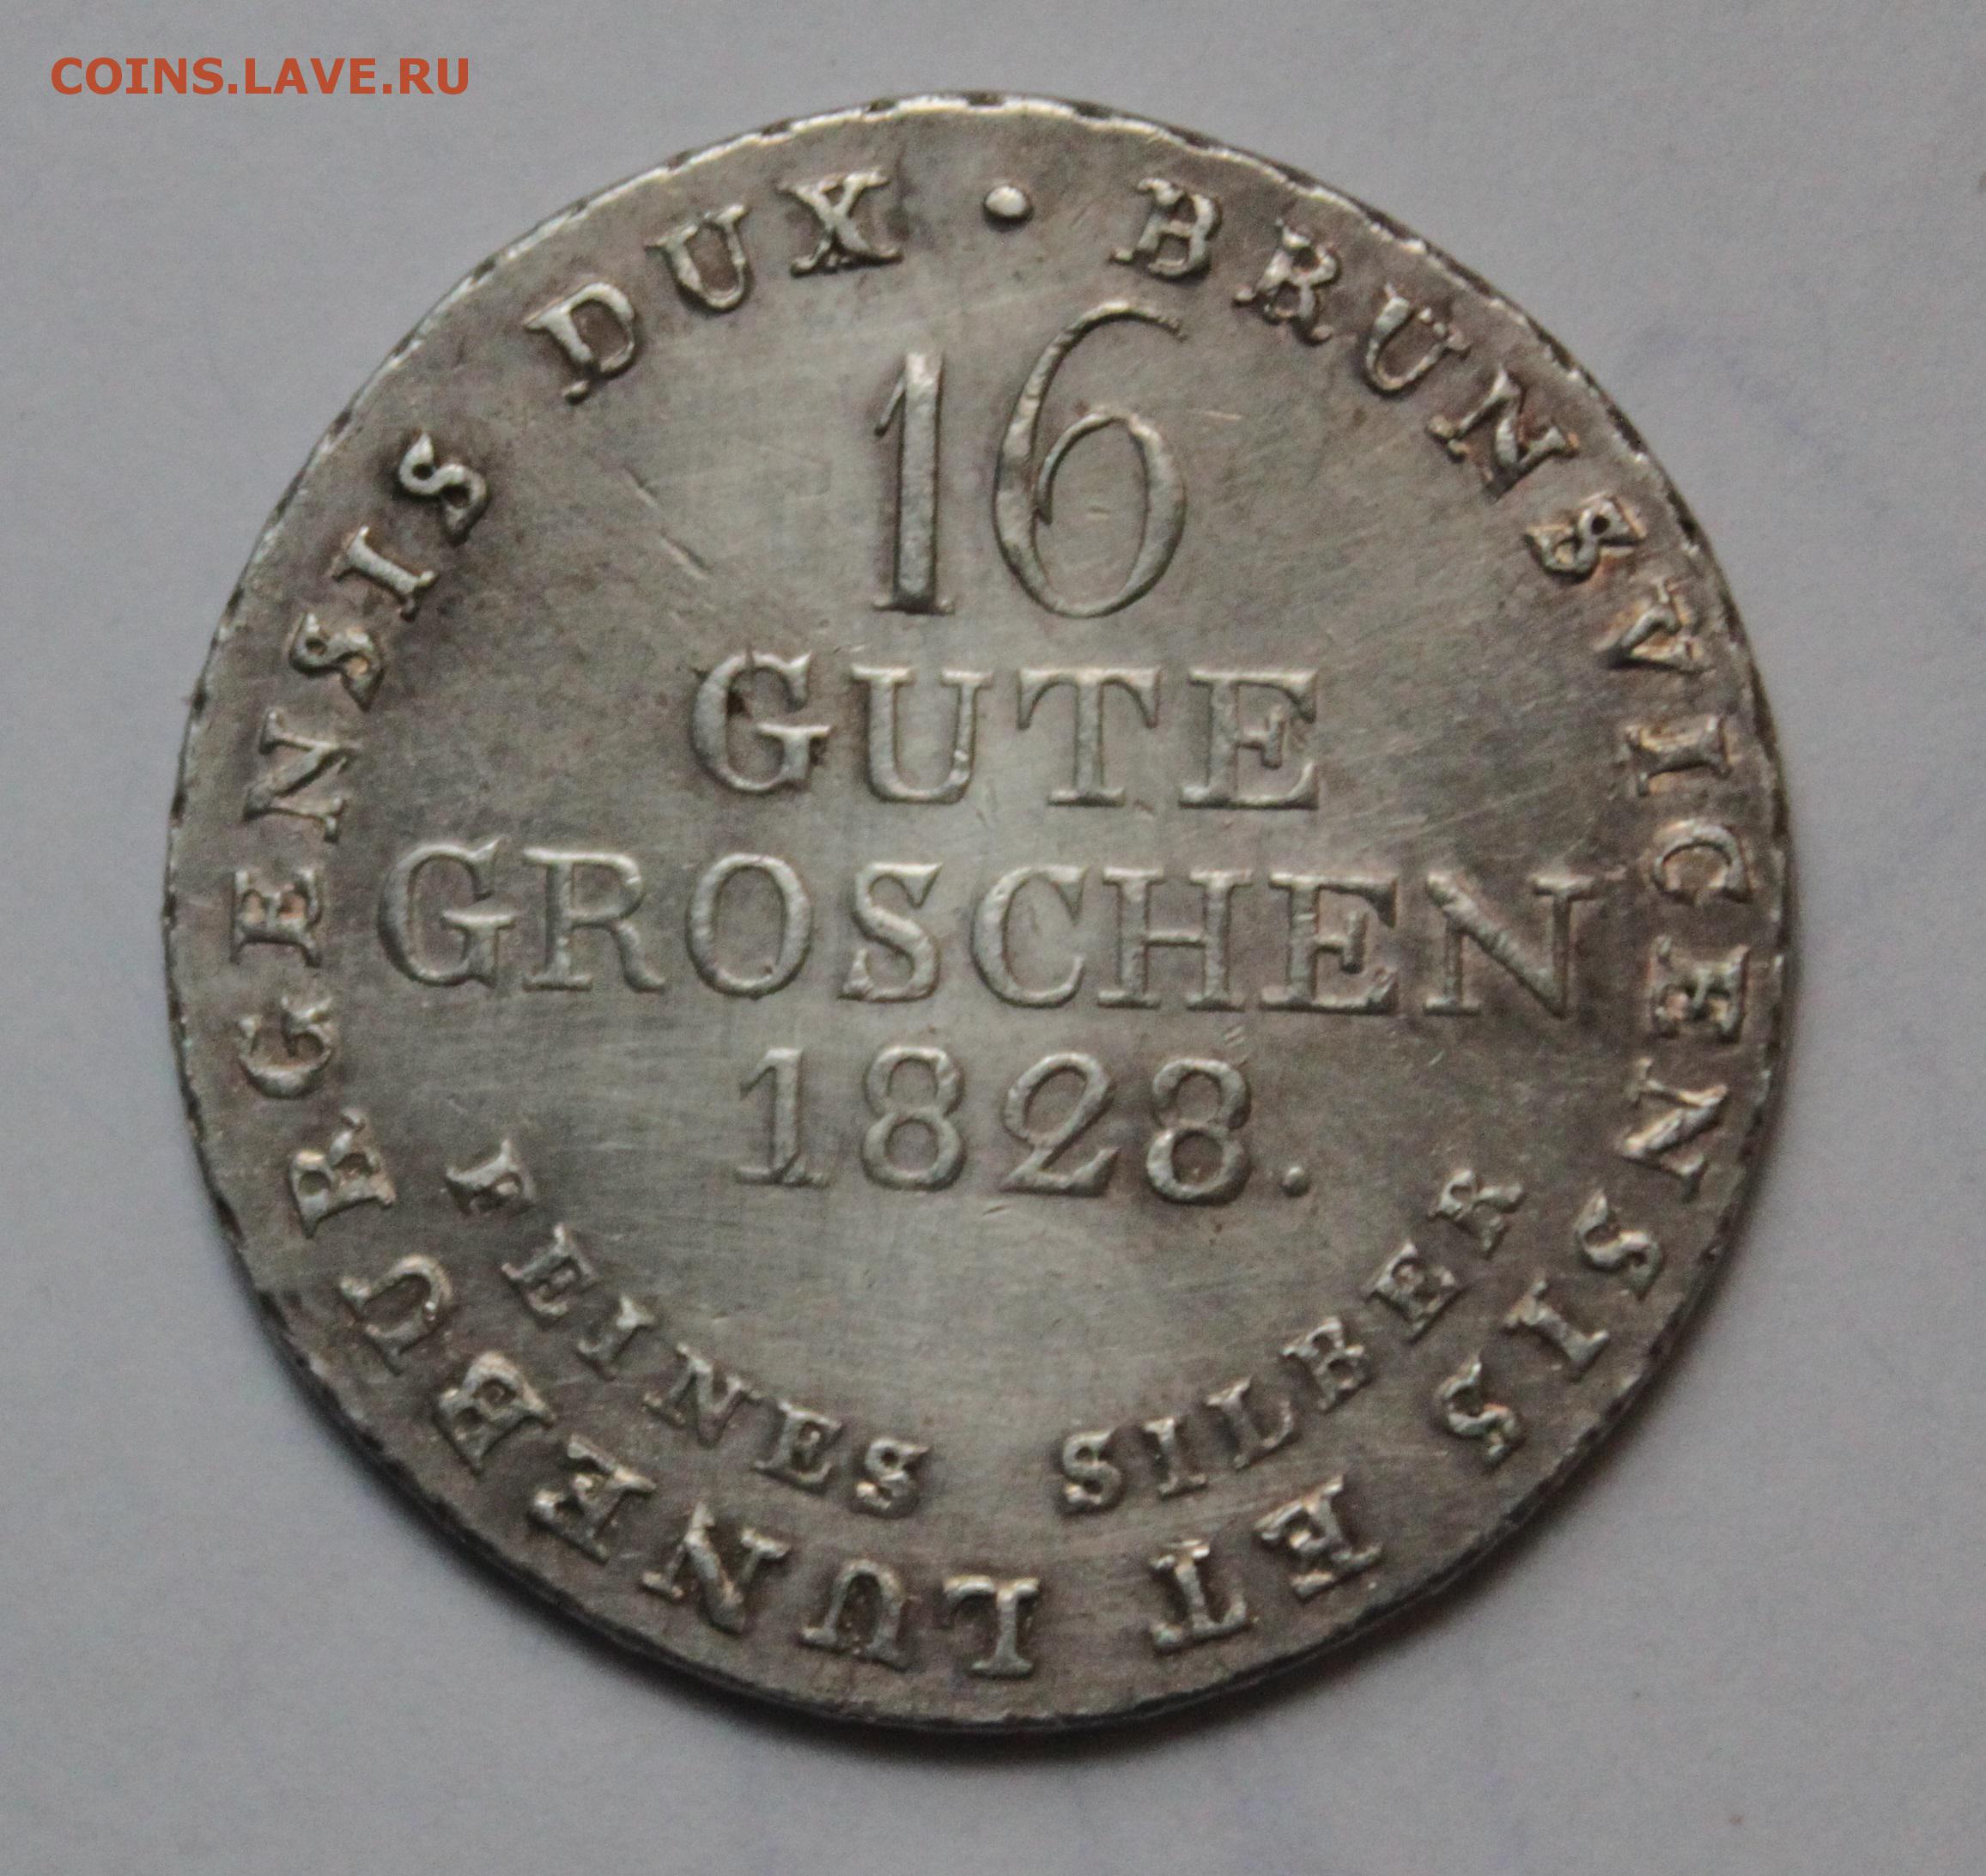 COINS.LAVE.RU
· BRUNSVICENSIS ET LUNEBURGENSIS DUX
16
GUTE
GROSCHEN
1828.
FEINES SILBER